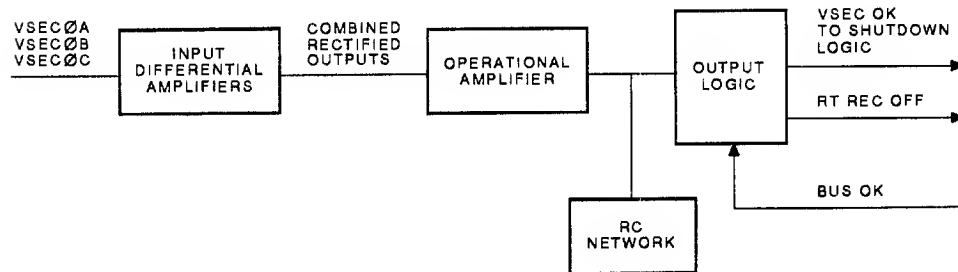 VSECØA
VSECØB
VSECØC
INPUT
DIFFERENTIAL
AMPLIFIERS
COMBINED
RECTIFIED
OUTPUTS
OPERATIONAL
AMPLIFIER
OUTPUT
LOGIC
VSEC OK
TO SHUTDOWN
LOGIC
RT REC OFF
BUS OK
RC
NETWORK